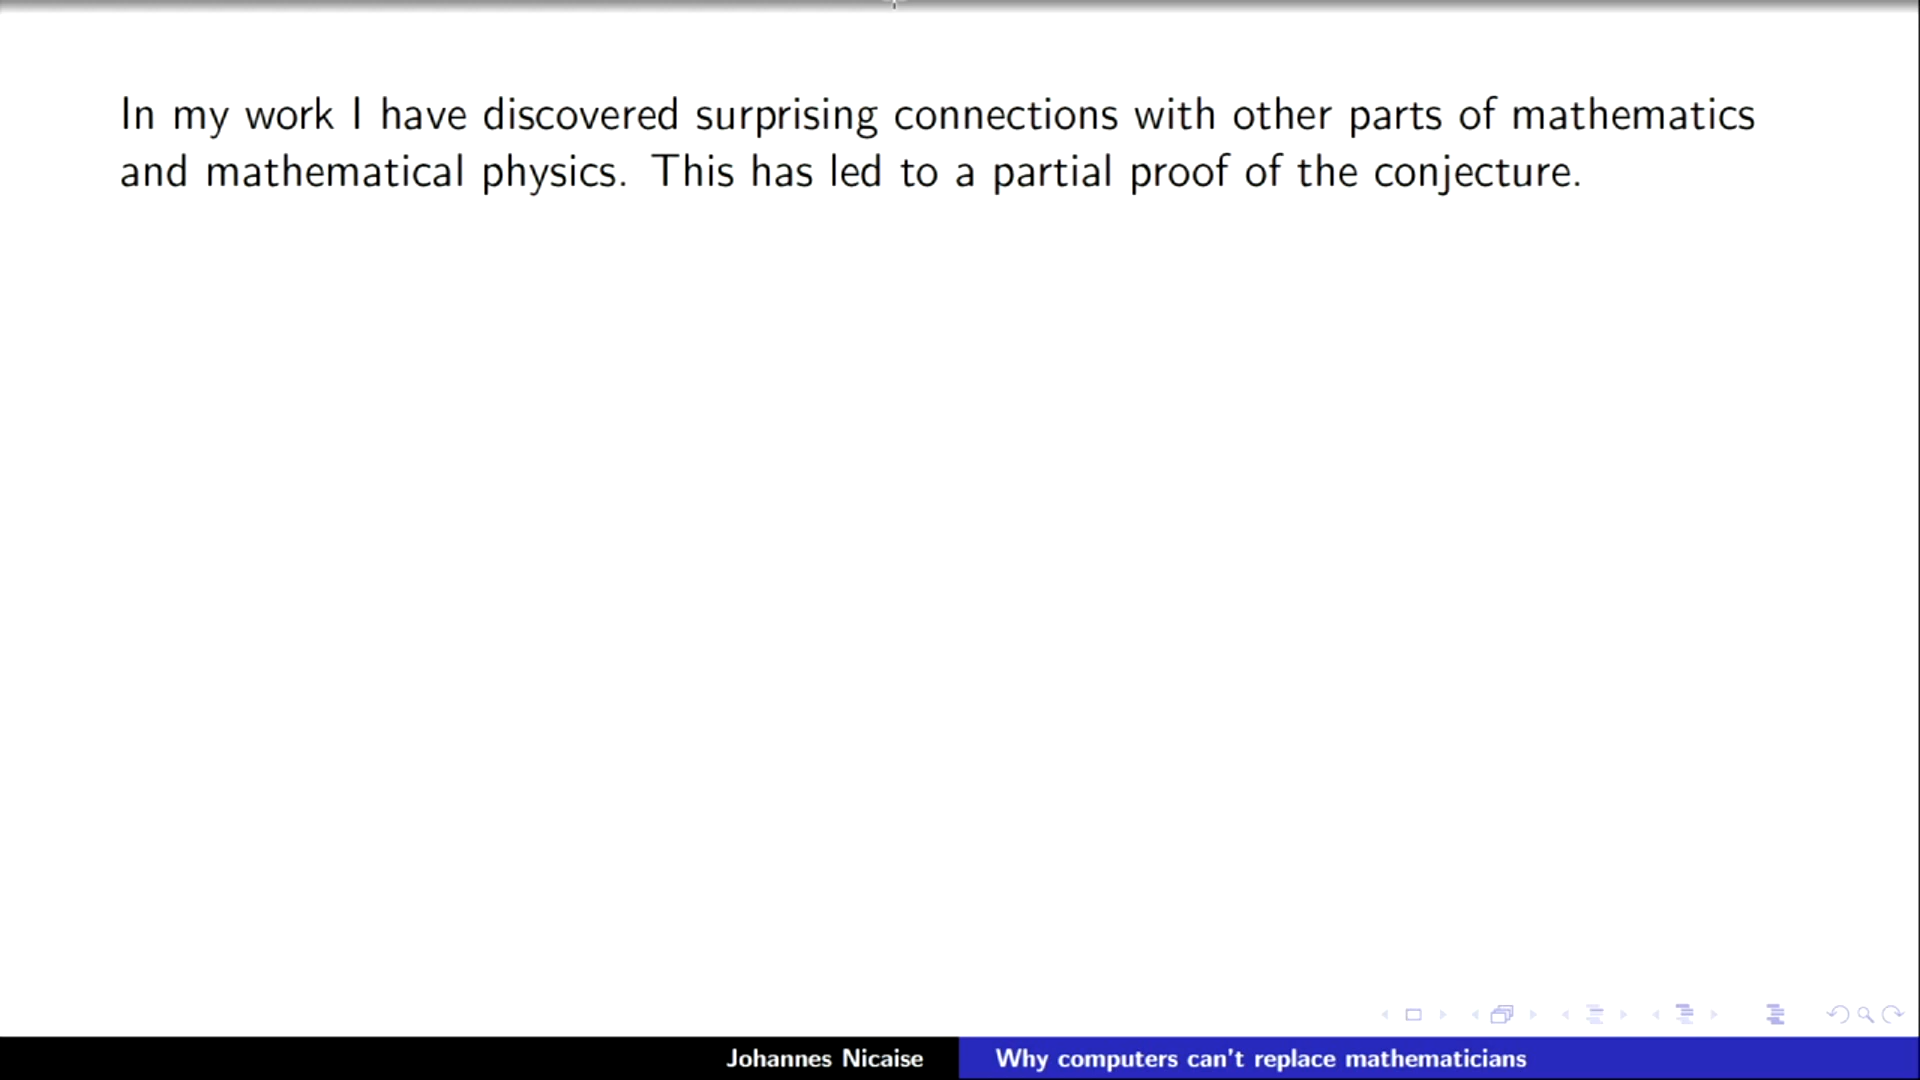 In my work I have discovered surprising connections with other parts of mathematics
and mathematical physics. This has led to a partial proof of the conjecture.
Johannes Nicaise
Why computers can't replace mathematicians